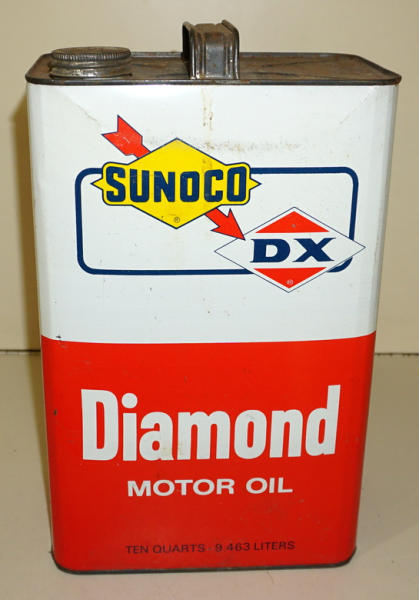 SUNOCO
®
DX
®
Diamond
MOTOR OIL
TEN QUARTS · 9.463 LITERS